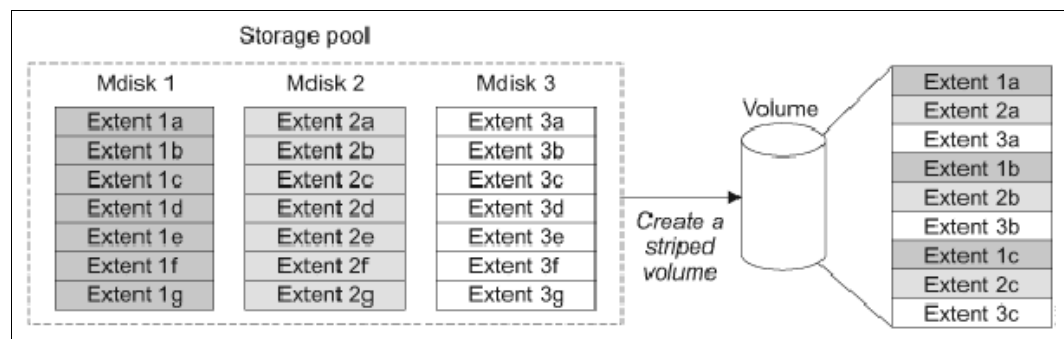 Storage pool
Mdisk 1 Mdisk 2 Mdisk 3
Extent 1a Extent 2a Extent 3a
Extent 1b Extent 2b Extent 3b
Extent 1c Extent 2c Extent 3c
Extent 1d Extent 2d Extent 3d
Extent 1e Extent 2e Extent 3e
Extent 1f Extent 2f Extent 3f
Extent 1g Extent 2g Extent 3g
Create a
striped
volume
Volume
Extent 1a
Extent 2a
Extent 3a
Extent 1b
Extent 2b
Extent 3b
Extent 1c
Extent 2c
Extent 3c